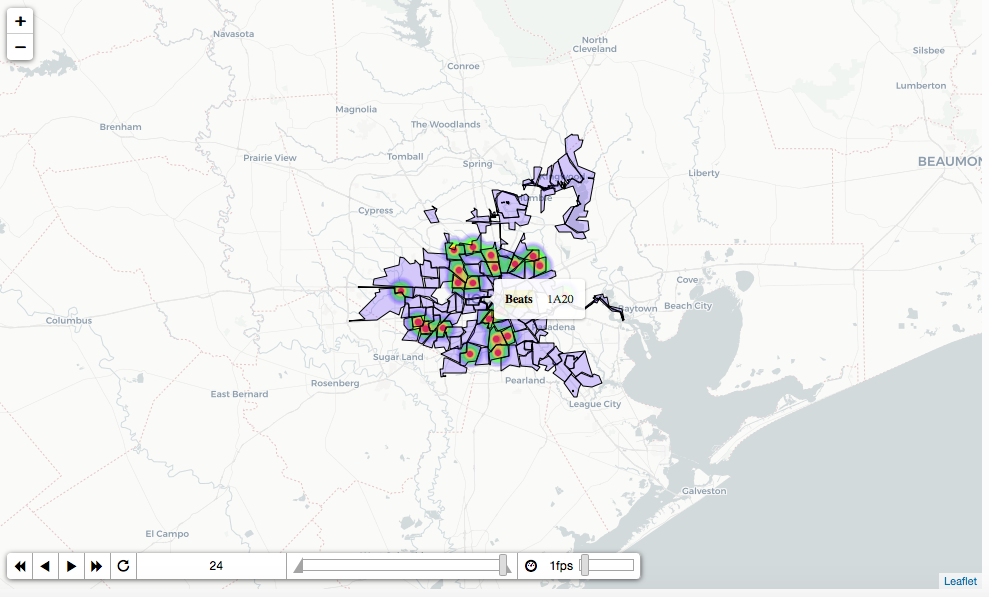 +
−
Navasota
North
Cleveland
Silsbee
Conroe
Lumberton
Magnolia
The Woodlands
Brenham
Prairie View
Tomball
Spring
BEAUMON
Liberty
Kingwood
Humble
Cypress
Cove
Beats 1A20
Baytown
Beach City
Columbus
Pasadena
Sugar Land
Rosenberg
Pearland
East Bernard
League City
Galveston
El Campo
24
1fps
Leaflet